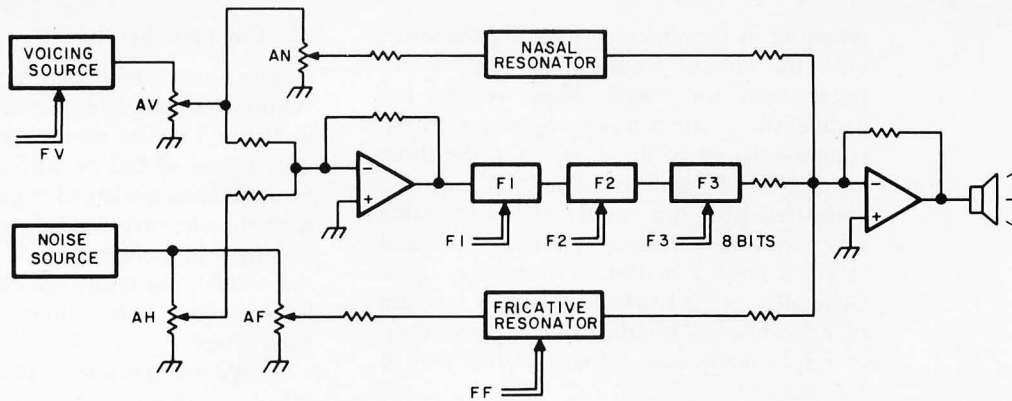 VOICING
SOURCE
FV
AV
AN
NASAL
RESONATOR
−
+
F1
F2
F3
F1
F2
F3
8 BITS
−
+
NOISE
SOURCE
AH
AF
FRICATIVE
RESONATOR
FF